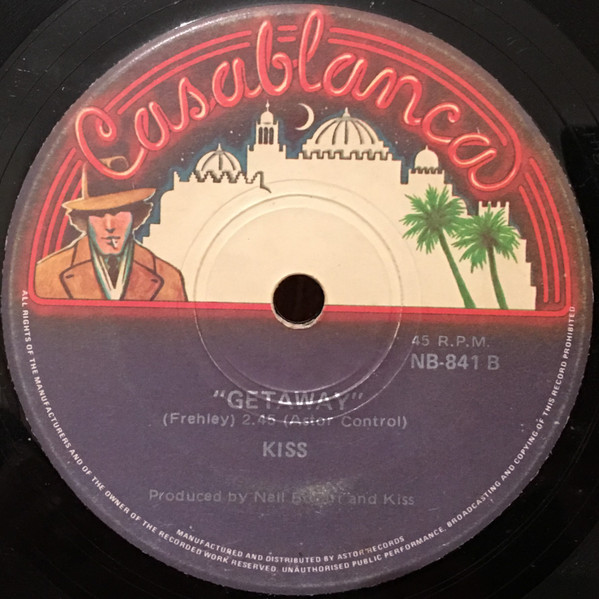 Casablanca
45 R.P.M.
NB-841 B
"GETAWAY"
(Frehley) 2.45 (Astor Control)
KISS
Produced by Neil and Kiss
MANUFACTURED AND DISTRIBUTED BY ASTOR RECORDS
ALL RIGHTS OF THE MANUFACTURERS AND OF THE OWNER OF THE RECORDED WORK RESERVED. UNAUTHORISED PUBLIC PERFORMANCE, BROADCASTING AND COPYING OF THIS RECORD PROHIBITED